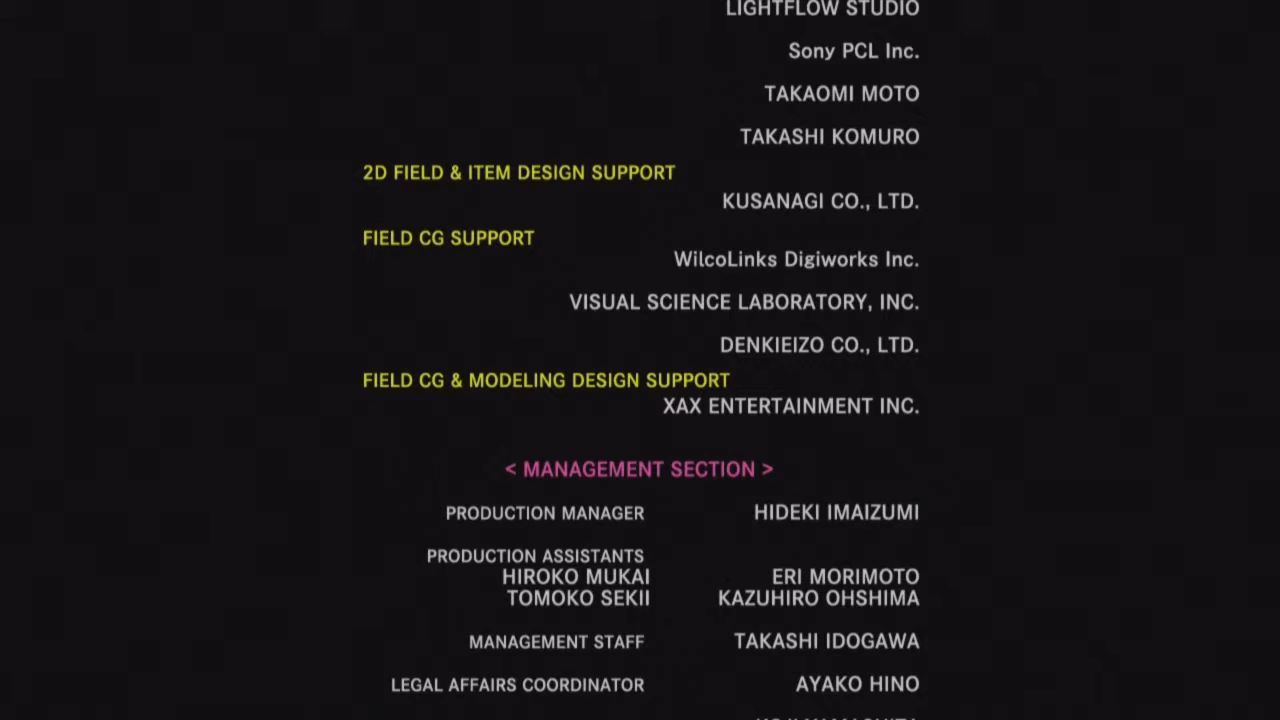 LIGHTFLOW STUDIO
Sony PCL Inc.
TAKAOMI MOTO
TAKASHI KOMURO
2D FIELD & ITEM DESIGN SUPPORT
KUSANAGI CO., LTD.
FIELD CG SUPPORT
WilcoLinks Digiworks Inc.
VISUAL SCIENCE LABORATORY, INC.
DENKIEIZO CO., LTD.
FIELD CG & MODELING DESIGN SUPPORT
XAX ENTERTAINMENT INC.
< MANAGEMENT SECTION >
PRODUCTION MANAGER HIDEKI IMAIZUMI
PRODUCTION ASSISTANTS
HIROKO MUKAI ERI MORIMOTO
TOMOKO SEKII KAZUHIRO OHSHIMA
MANAGEMENT STAFF TAKASHI IDOGAWA
LEGAL AFFAIRS COORDINATOR AYAKO HINO